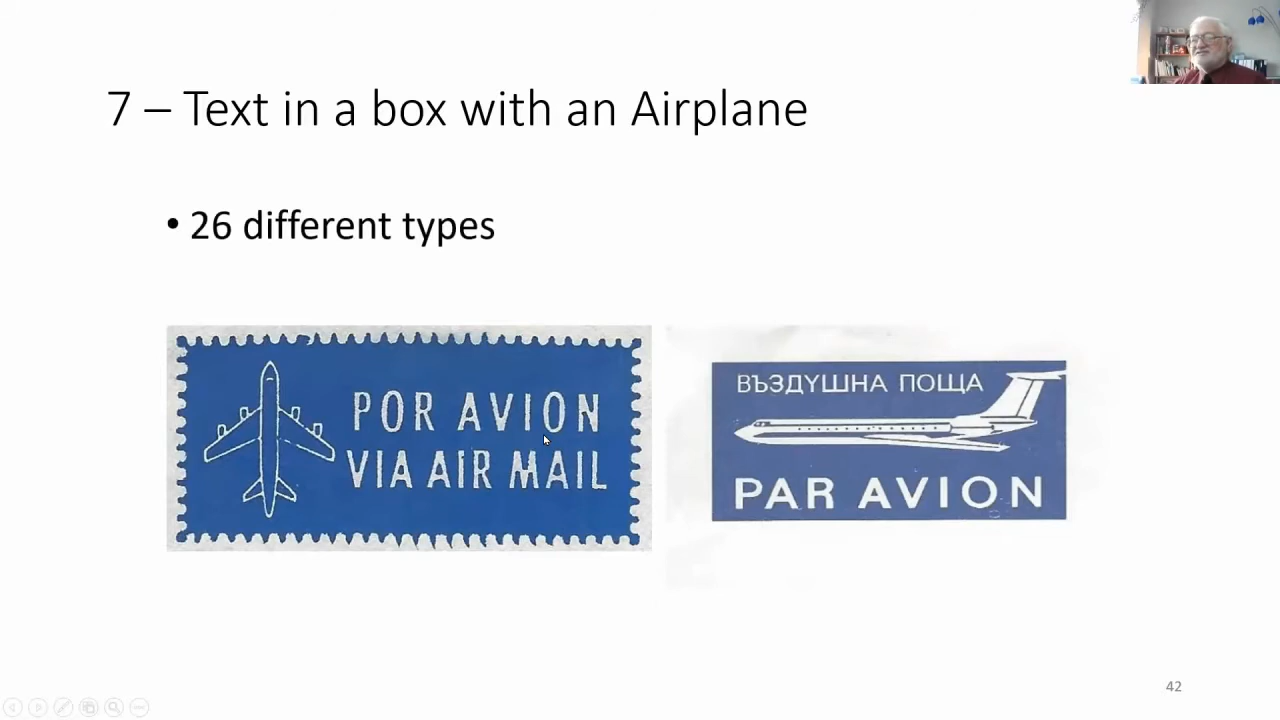 7 – Text in a box with an Airplane
• 26 different types
POR AVION
VIA AIR MAIL
ВЪЗДУШНА ПОЩА
PAR AVION
42